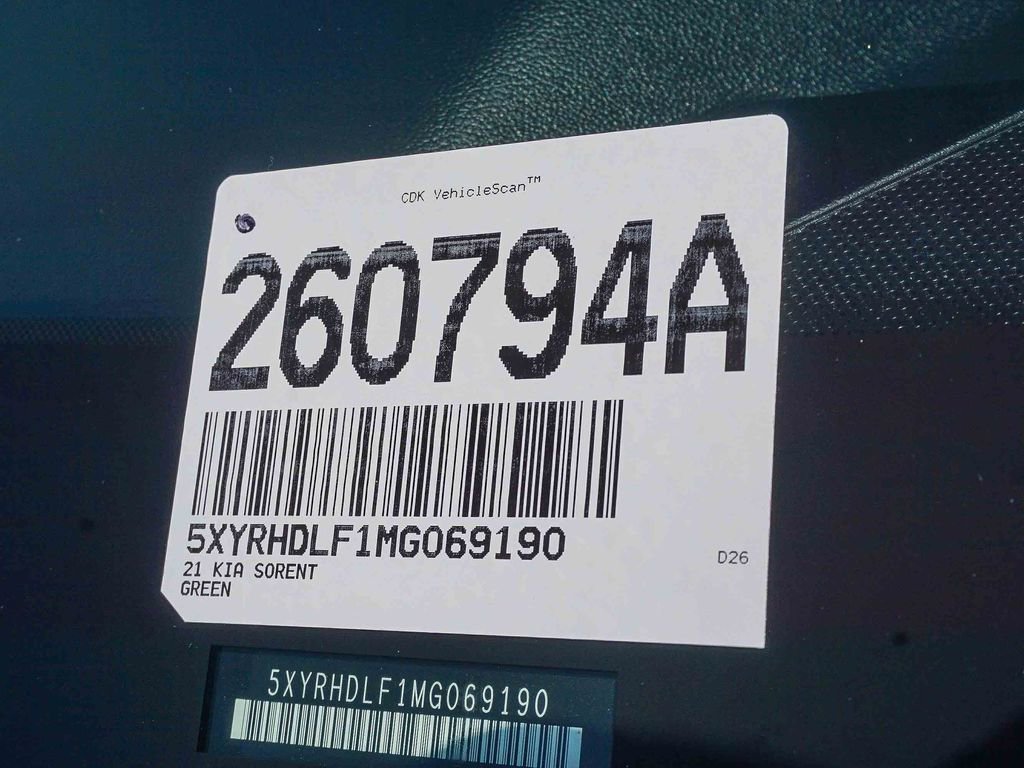 CDK VehicleScan™
260794A
5XYRHDLF1MG069190
21 KIA SORENT
GREEN
D26
5XYRHDLF1MG069190